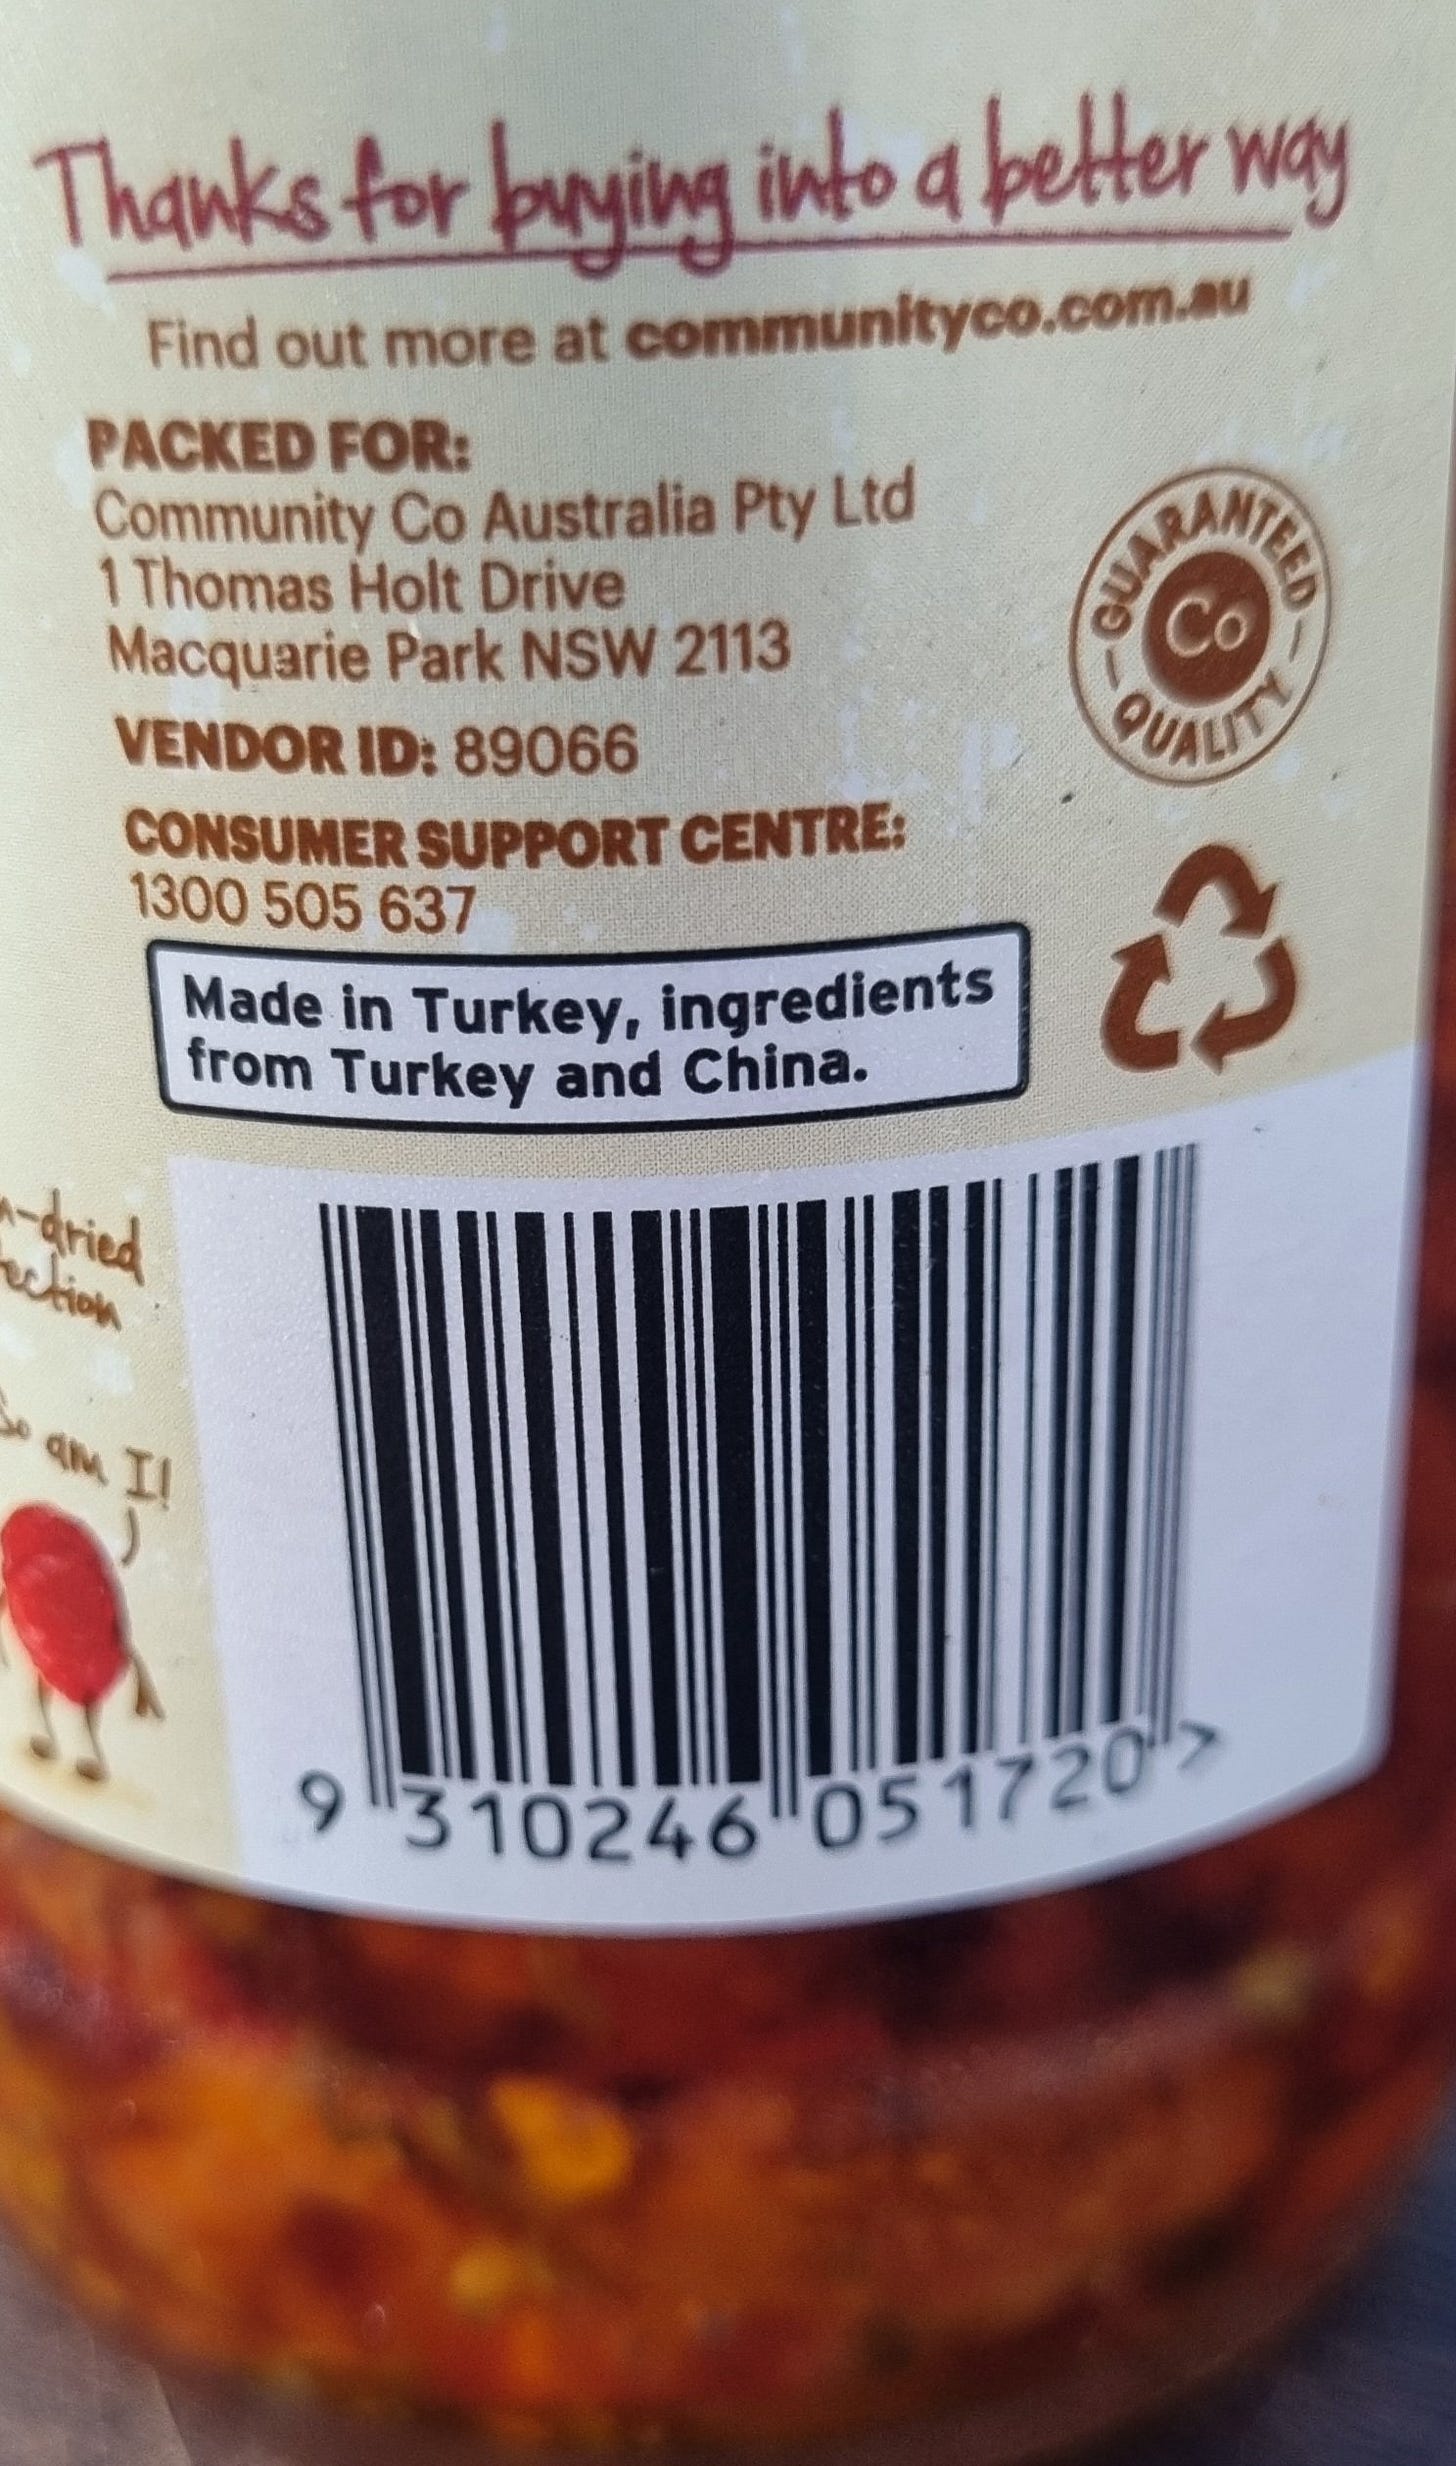 Thanks for buying into a better way
Find out more at communityco.com.au
PACKED FOR:
Community Co Australia Pty Ltd
1 Thomas Holt Drive
Macquarie Park NSW 2113
VENDOR ID: 89066
CONSUMER SUPPORT CENTRE:
1300 505 637
GUARANTEED
Co
QUALITY
Made in Turkey, ingredients
from Turkey and China.
-dried
ection
So am I!
9 310246 051720 >